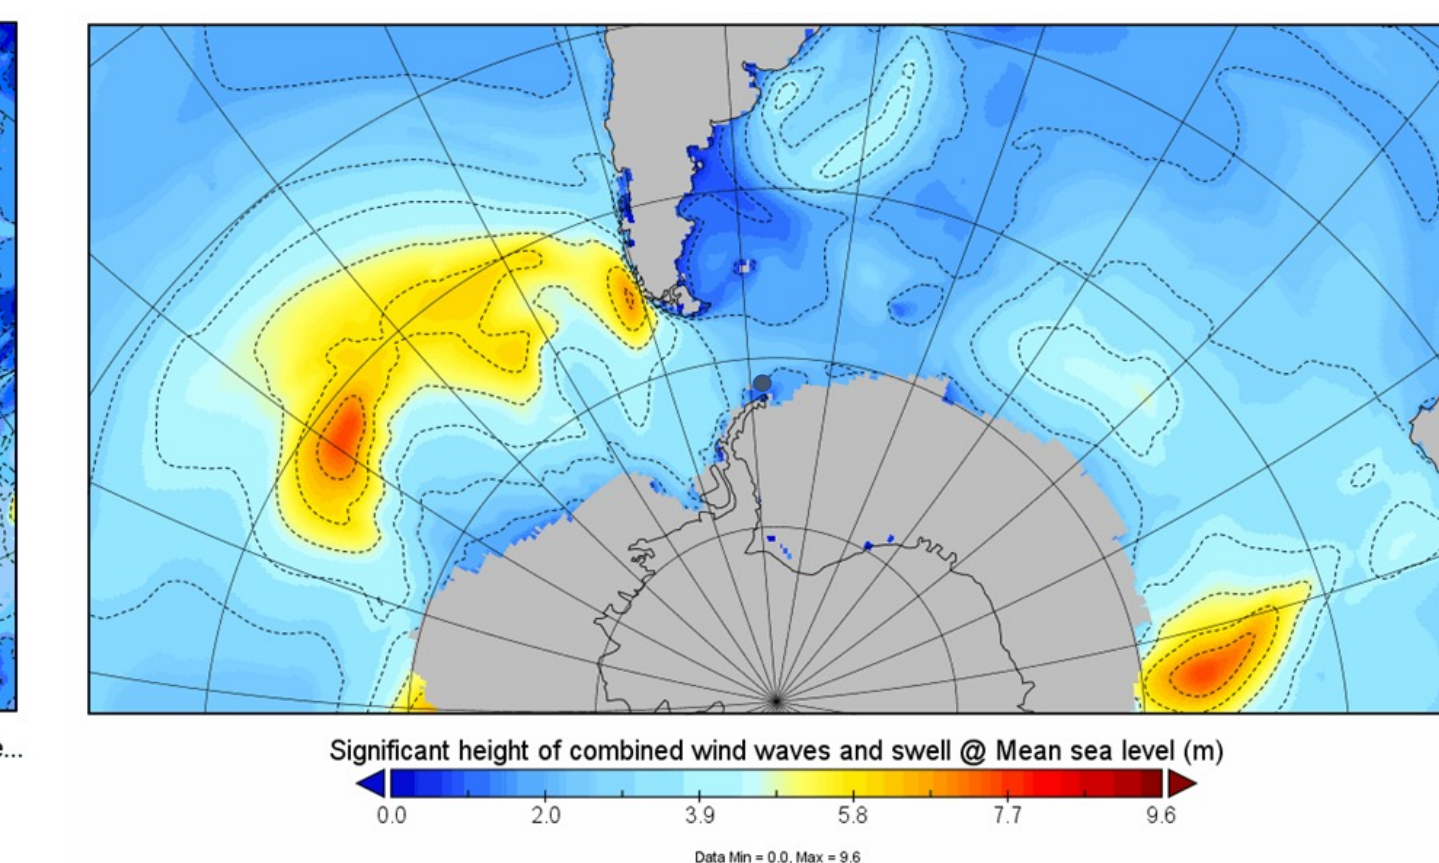 e...
Significant height of combined wind waves and swell @ Mean sea level (m)
0.0 2.0 3.9 5.8 7.7 9.6
Data Min = 0.0, Max = 9.6